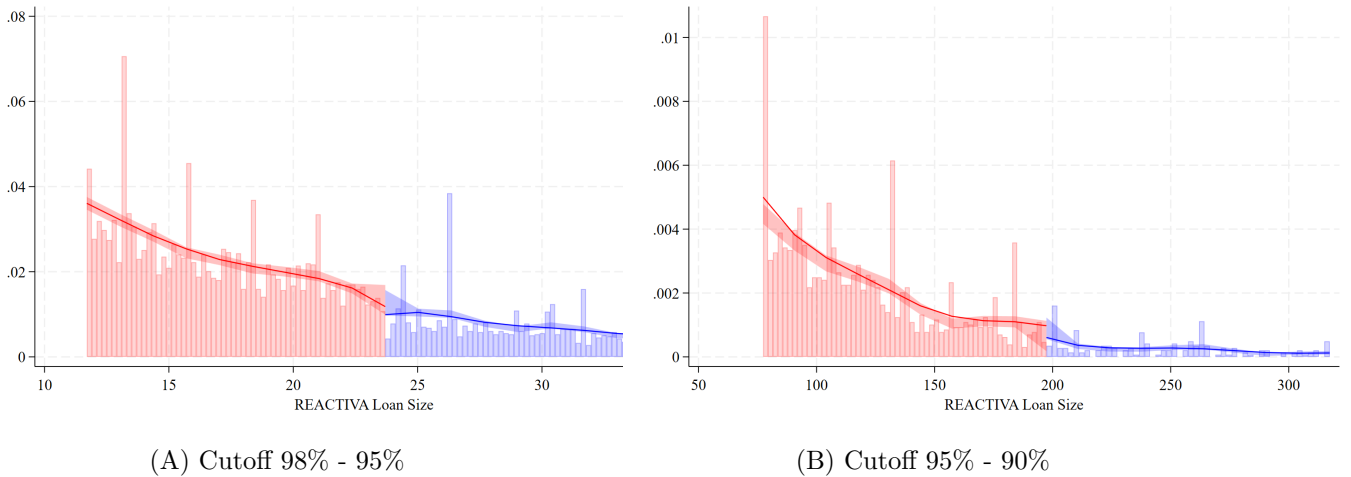 .08
.06
.04
.02
0
10 15 20 25 30
REACTIVA Loan Size
(A) Cutoff 98% - 95%
.01
.008
.006
.004
.002
0
50 100 150 200 250 300
REACTIVA Loan Size
(B) Cutoff 95% - 90%